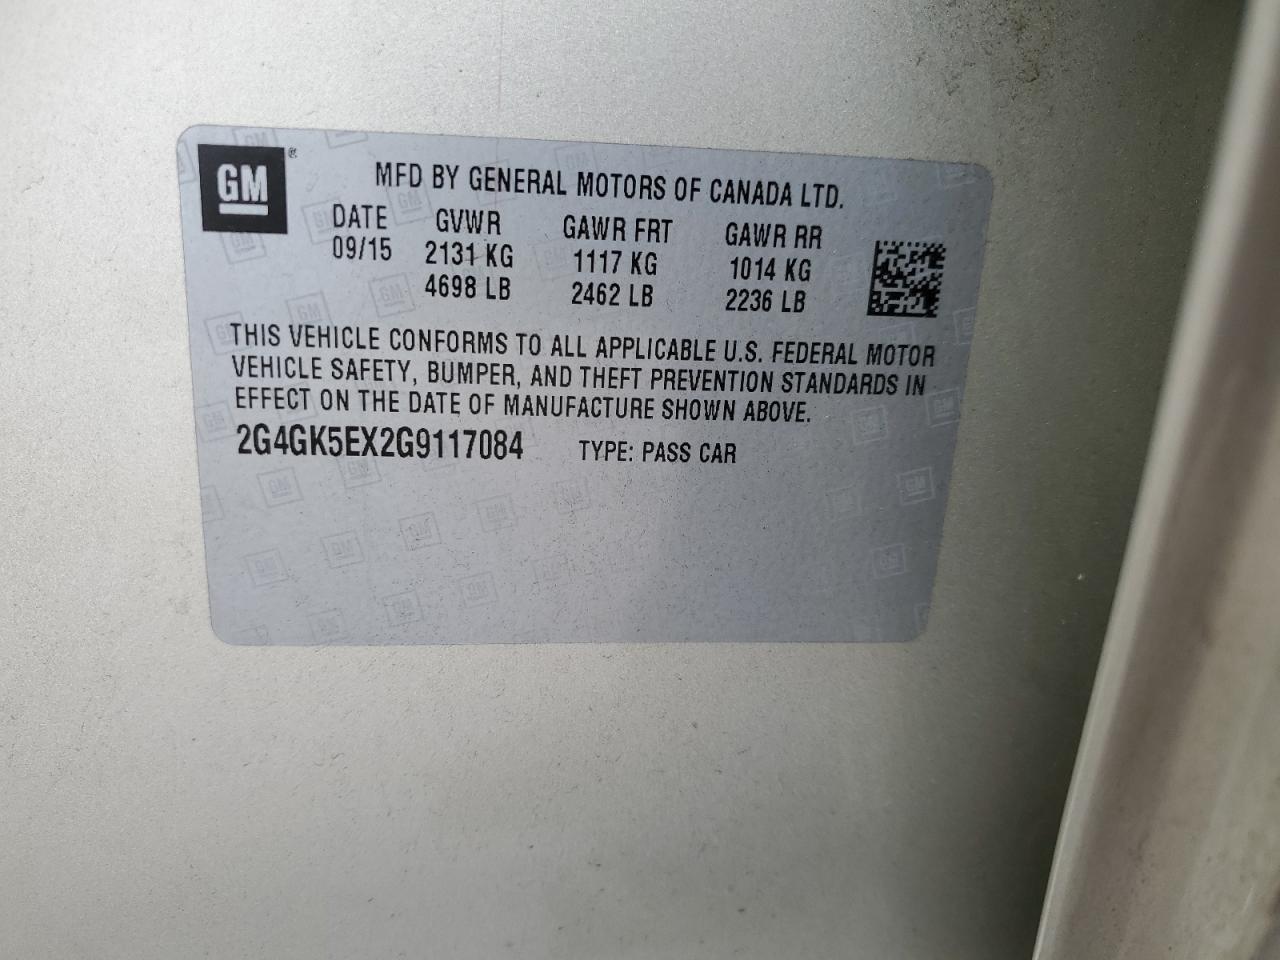 GM®
MFD BY GENERAL MOTORS OF CANADA LTD.
DATE GVWR GAWR FRT GAWR RR
09/15 2131 KG 1117 KG 1014 KG
4698 LB 2462 LB 2236 LB
THIS VEHICLE CONFORMS TO ALL APPLICABLE U.S. FEDERAL MOTOR
VEHICLE SAFETY, BUMPER, AND THEFT PREVENTION STANDARDS IN
EFFECT ON THE DATE OF MANUFACTURE SHOWN ABOVE.
2G4GK5EX2G9117084 TYPE: PASS CAR